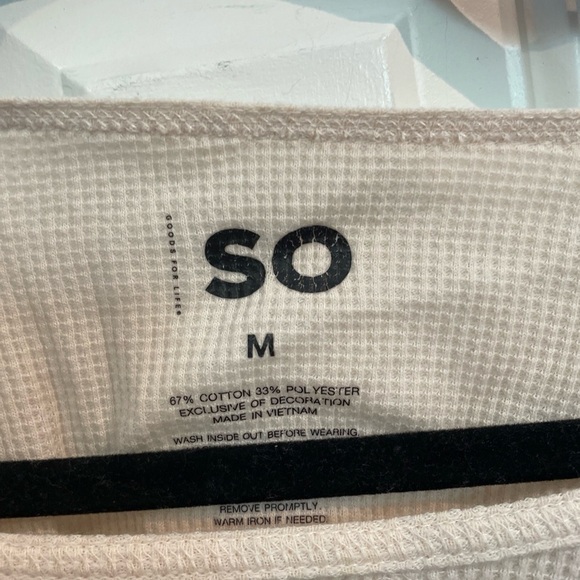 GOODS FOR LIFE
SO
M
67% COTTON 33% POLYESTER
EXCLUSIVE OF DECORATION
MADE IN VIETNAM
WASH INSIDE OUT BEFORE WEARING.
REMOVE PROMPTLY.
WARM IRON IF NEEDED.